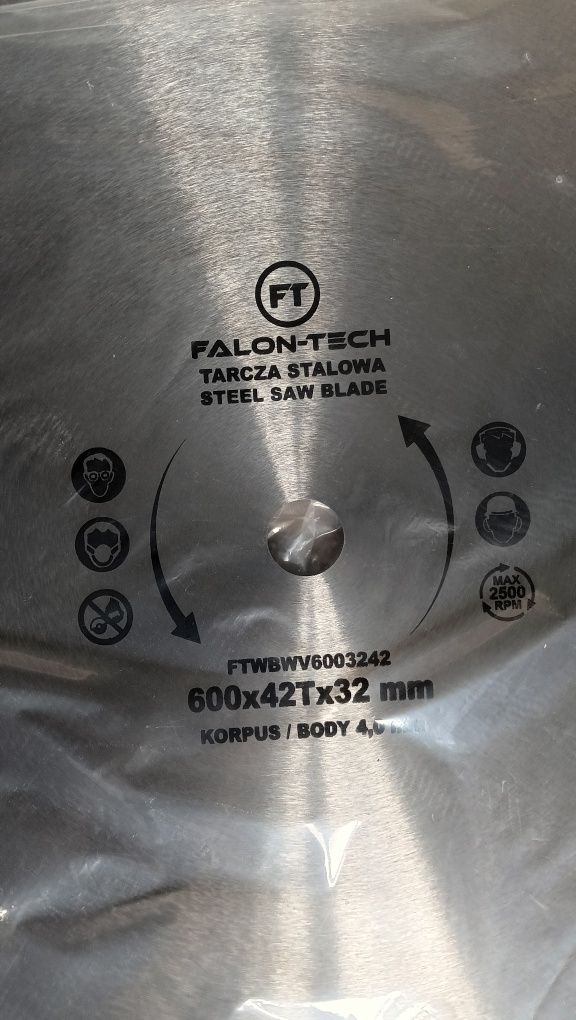 FT
FALON-TECH
TARCZA STALOWA
STEEL SAW BLADE
MAX
2500
RPM
FTWBWV6003242
600x42Tx32 mm
KORPUS / BODY